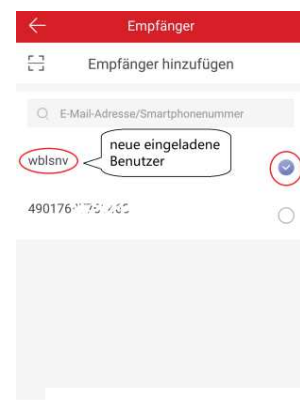 Empfänger
Empfänger hinzufügen
E-Mail-Adresse/Smartphonenummer
neue eingeladene
Benutzer
wblsnv